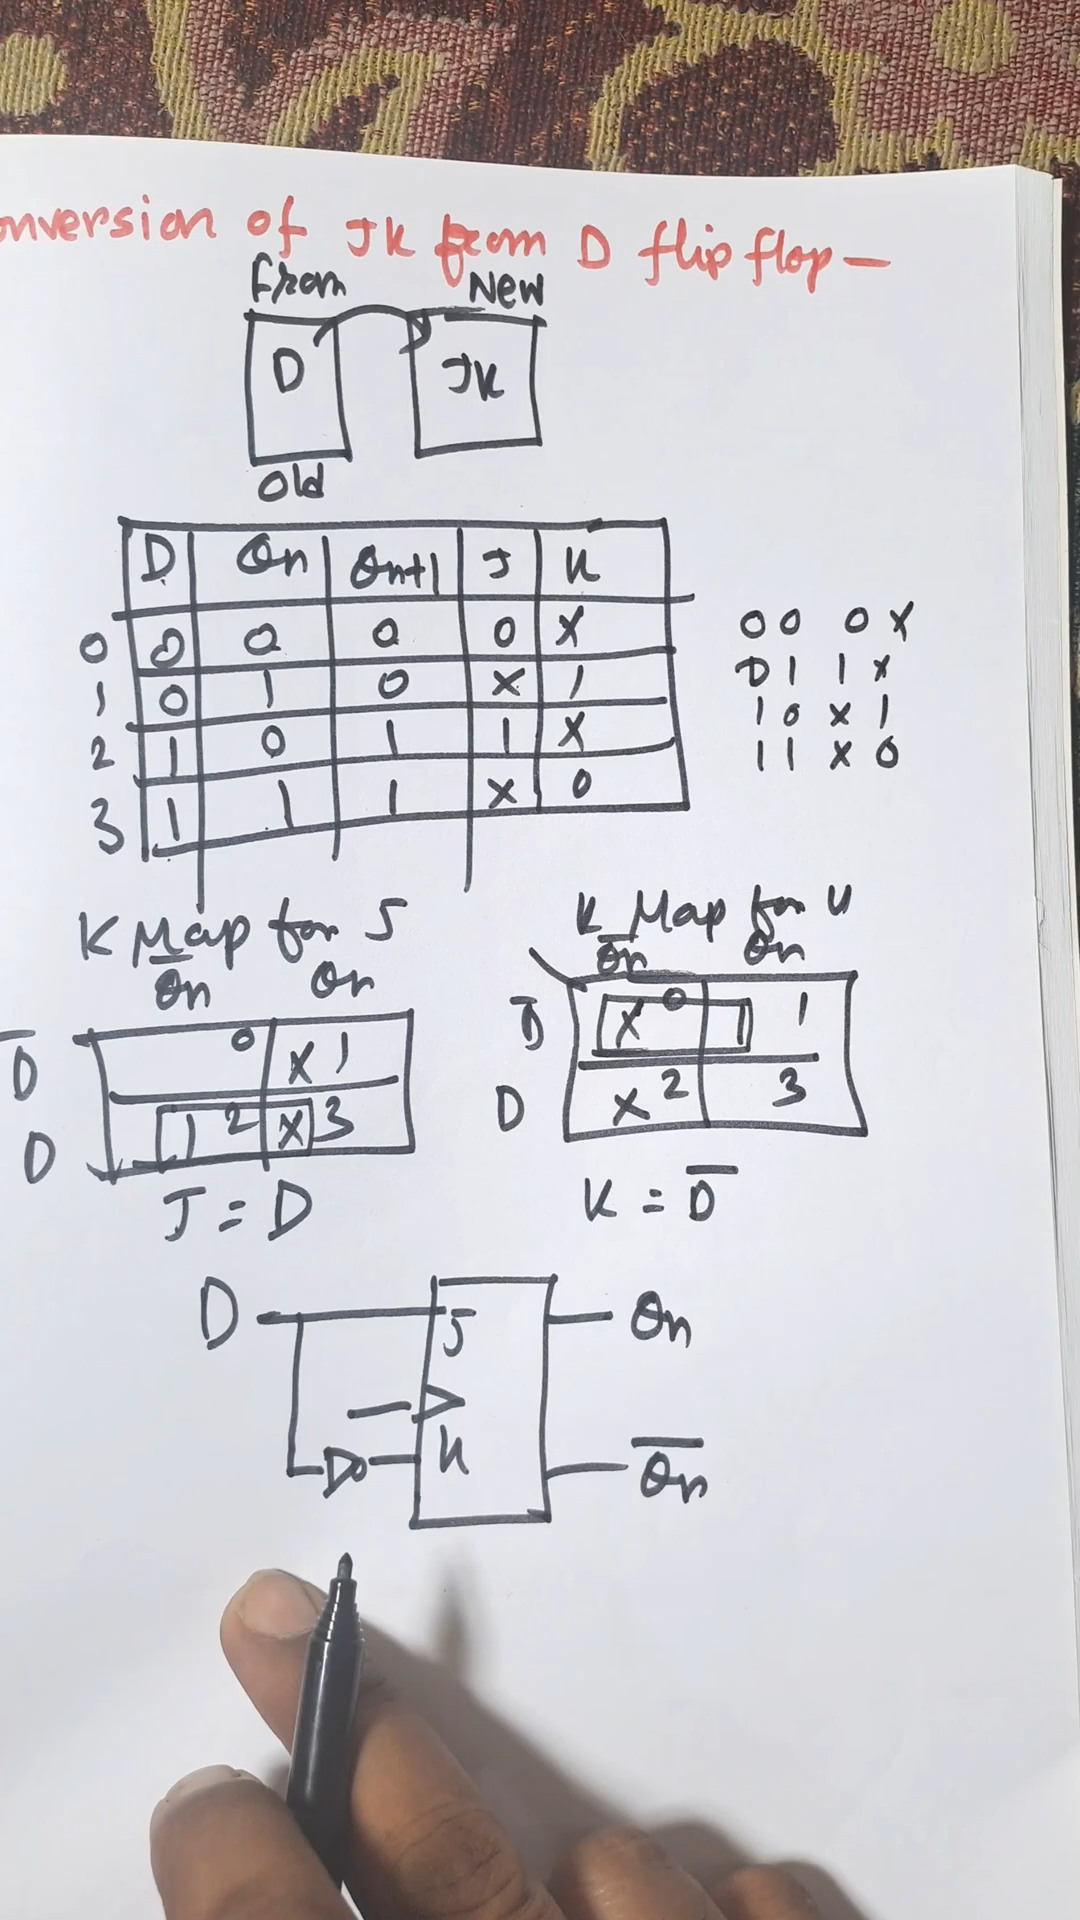 onversion of JK from D flip flop —
From New
D JK
Old
D Qn Qn+1 J K
0 0 0 0 0 X
1 0 1 0 X 1
2 1 0 1 1 X
3 1 1 1 X 0
0 0 0 X
0 1 1 X
1 0 X 1
1 1 X 0
K Map for J
Q̅n Qn
D̅ 0 X 1
D 1 2 X 3
J = D
K Map for K
Q̅n Qn
D̅ X 0 1 1
D X 2 3
K = D̅
D J Qn
K Q̅n